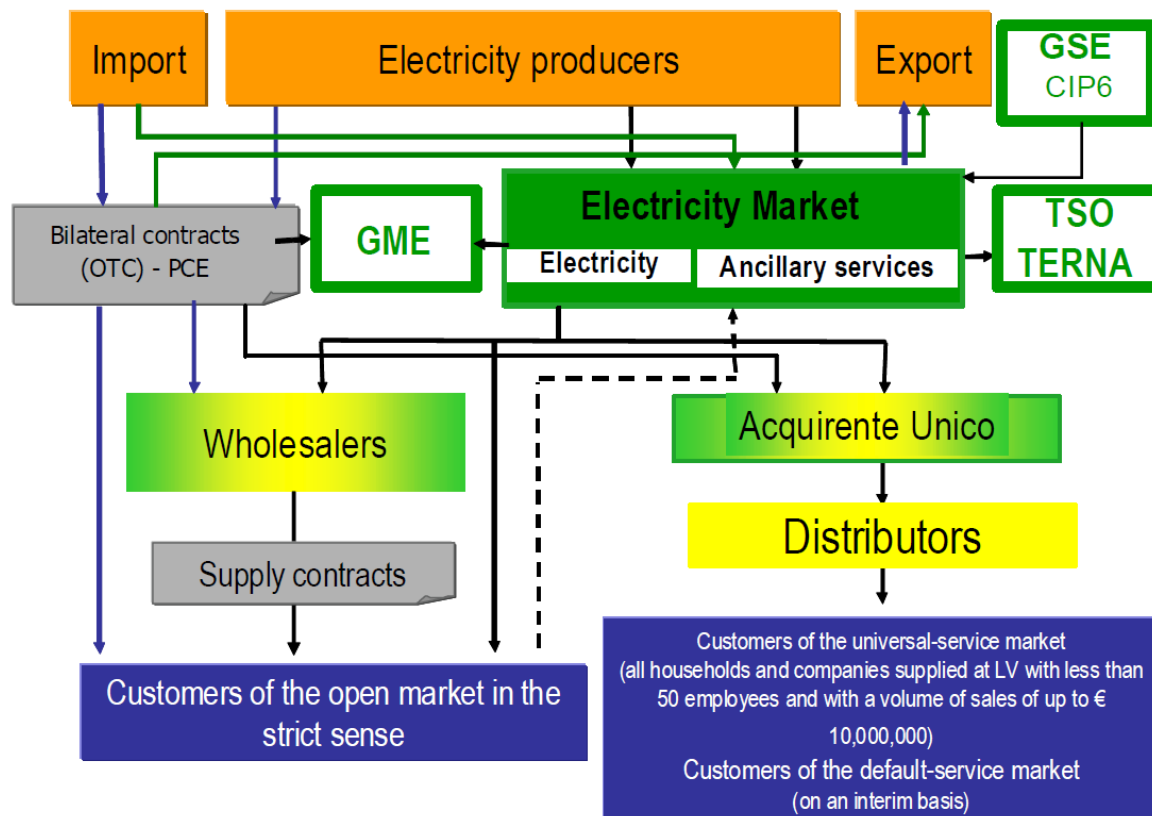 Import
Electricity producers
Export
GSE
CIP6
Bilateral contracts
(OTC) - PCE
GME
Electricity Market
Electricity
Ancillary services
TSO
TERNA
Wholesalers
Acquirente Unico
Supply contracts
Distributors
Customers of the open market in the
strict sense
Customers of the universal-service market
(all households and companies supplied at LV with less than
50 employees and with a volume of sales of up to €
10,000,000)
Customers of the default-service market
(on an interim basis)